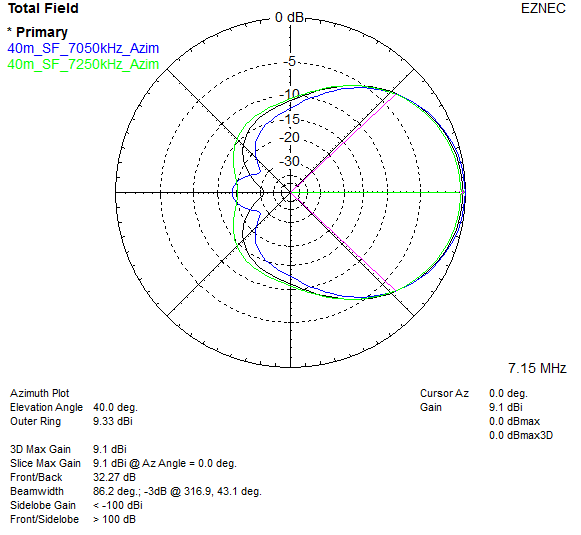 Total Field
EZNEC
* Primary
40m_SF_7050kHz_Azim
40m_SF_7250kHz_Azim
0 dB
-5
-10
-15
-20
-30
7.15 MHz
Azimuth Plot
Cursor Az 0.0 deg.
Elevation Angle 40.0 deg.
Gain 9.1 dBi
Outer Ring 9.33 dBi
0.0 dBmax
0.0 dBmax3D
3D Max Gain 9.1 dBi
Slice Max Gain 9.1 dBi @ Az Angle = 0.0 deg.
Front/Back 32.27 dB
Beamwidth 86.2 deg.; -3dB @ 316.9, 43.1 deg.
Sidelobe Gain < -100 dBi
Front/Sidelobe > 100 dB